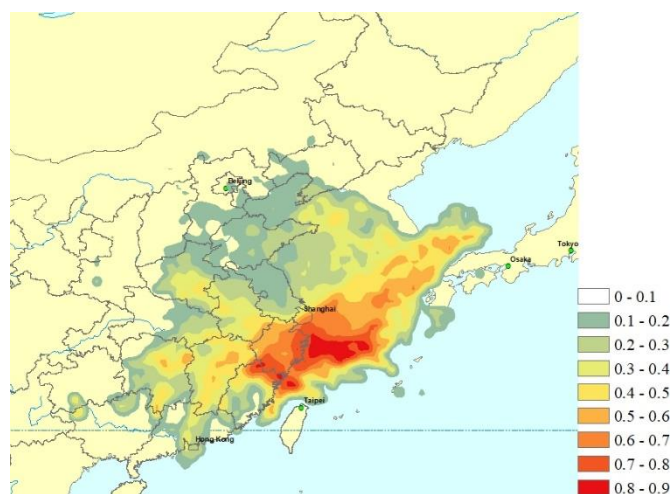 Beijing
Tokyo
Osaka
Shanghai
Taipei
Hong Kong
0 - 0.1
0.1 - 0.2
0.2 - 0.3
0.3 - 0.4
0.4 - 0.5
0.5 - 0.6
0.6 - 0.7
0.7 - 0.8
0.8 - 0.9